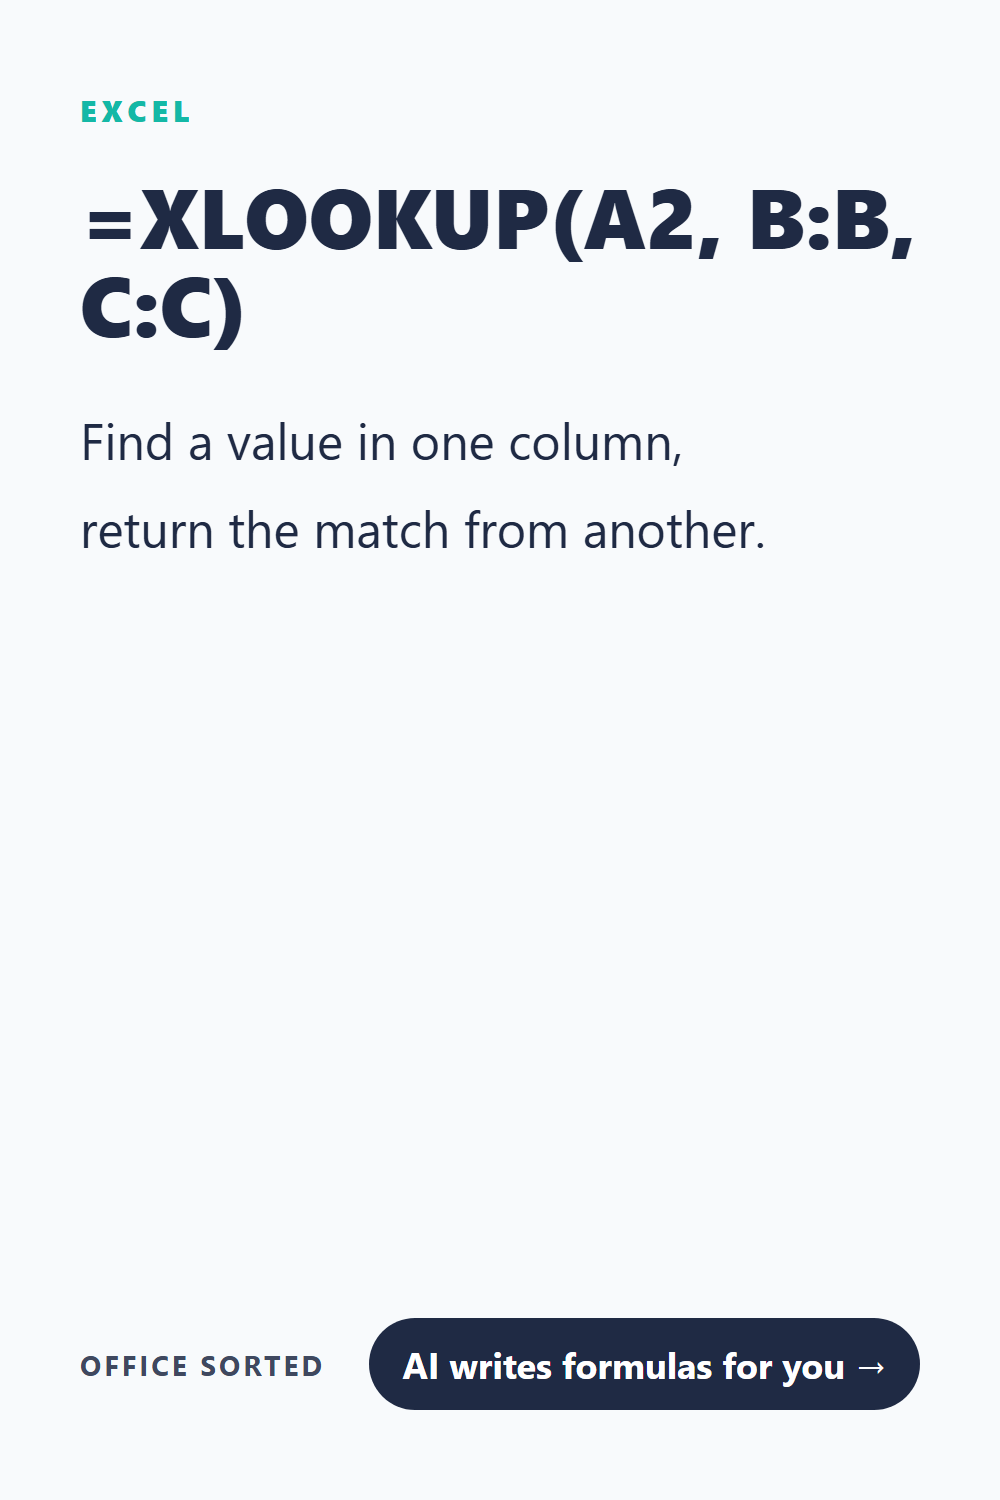 EXCEL
=XLOOKUP(A2, B:B,
C:C)
Find a value in one column,
return the match from another.
OFFICE SORTED
AI writes formulas for you →